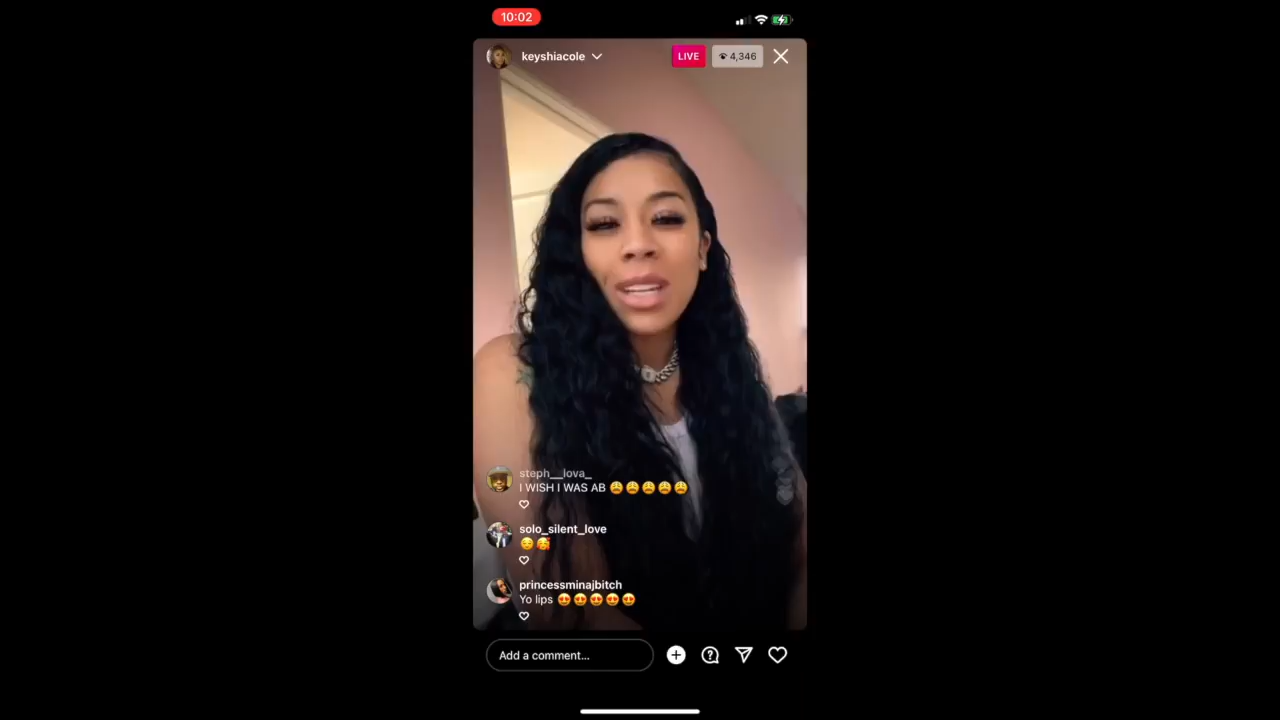 10:02
keyshiacole
LIVE
4,346
steph__lova_
I WISH I WAS AB 😩😩😩😩😩
solo_silent_love
😏🥰
princessminajbitch
Yo lips 😍😍😍😍😍
Add a comment...